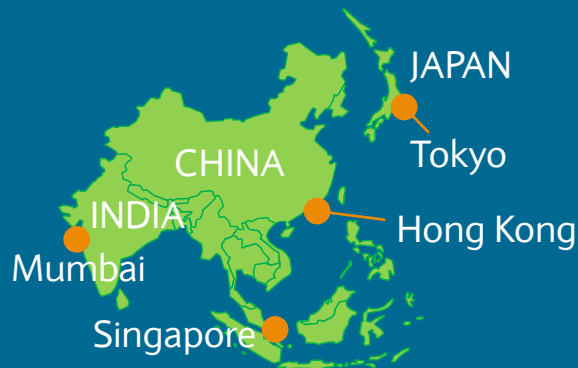 JAPAN
Tokyo
CHINA
INDIA
Hong Kong
Mumbai
Singapore